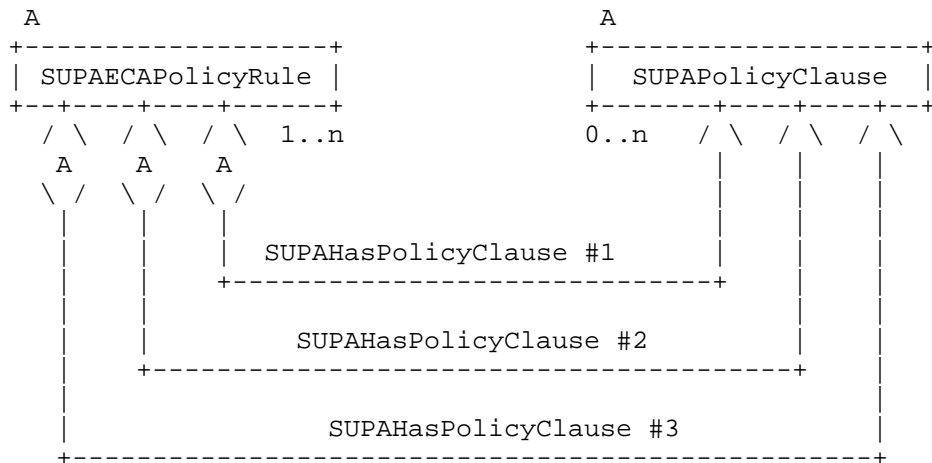 A A
SUPAECAPolicyRule SUPAPolicyClause
1..n 0..n
A A A
SUPAHasPolicyClause #1
SUPAHasPolicyClause #2
SUPAHasPolicyClause #3